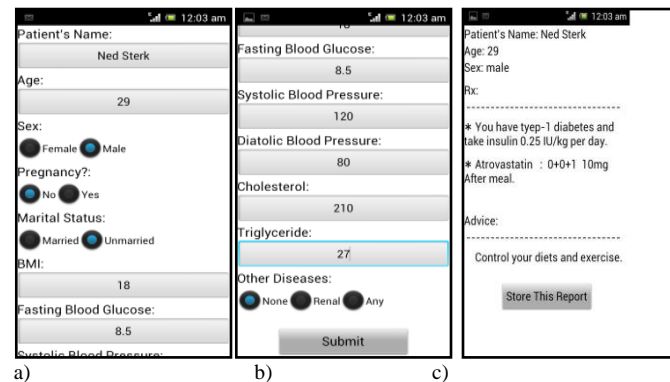 12:03 am
Patient's Name:
Ned Sterk
Age:
29
Sex:
Female Male
Pregnancy?:
No Yes
Marital Status:
Married Unmarried
BMI:
18
Fasting Blood Glucose:
8.5
Systolic Blood Pressure:
a)
12:03 am
18
Fasting Blood Glucose:
8.5
Systolic Blood Pressure:
120
Diatolic Blood Pressure:
80
Cholesterol:
210
Triglyceride:
27
Other Diseases:
None Renal Any
Submit
b)
12:03 am
Patient's Name: Ned Sterk
Age: 29
Sex: male
Rx:
* You have tyep-1 diabetes and
take insulin 0.25 IU/kg per day.
* Atrovastatin : 0+0+1 10mg
After meal.
Advice:
Control your diets and exercise.
Store This Report
c)